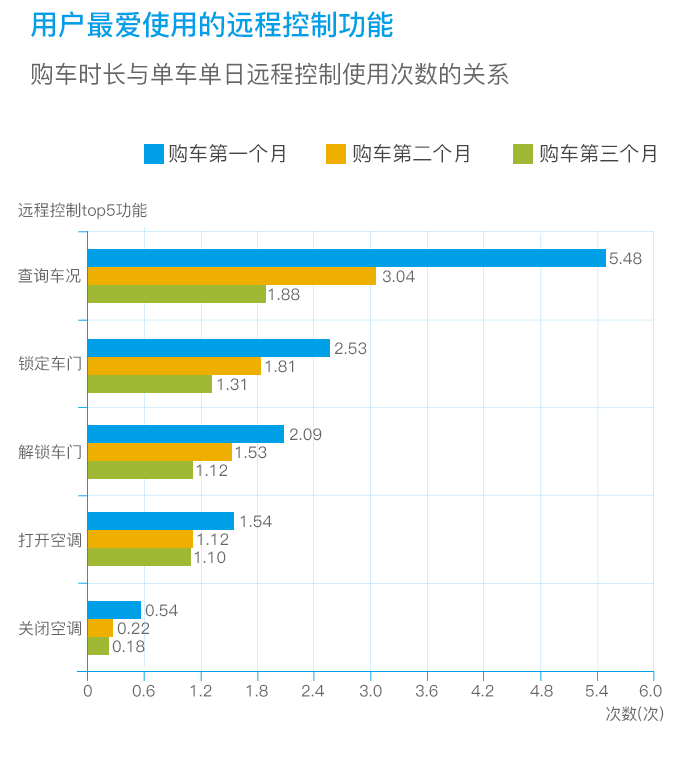 用户最爱使用的远程控制功能
购车时长与单车单日远程控制使用次数的关系
购车第一个月 购车第二个月 购车第三个月
远程控制top5功能
查询车况 5.48
3.04
1.88
锁定车门 2.53
1.81
1.31
解锁车门 2.09
1.53
1.12
打开空调 1.54
1.12
1.10
关闭空调 0.54
0.22
0.18
0 0.6 1.2 1.8 2.4 3.0 3.6 4.2 4.8 5.4 6.0
次数(次)